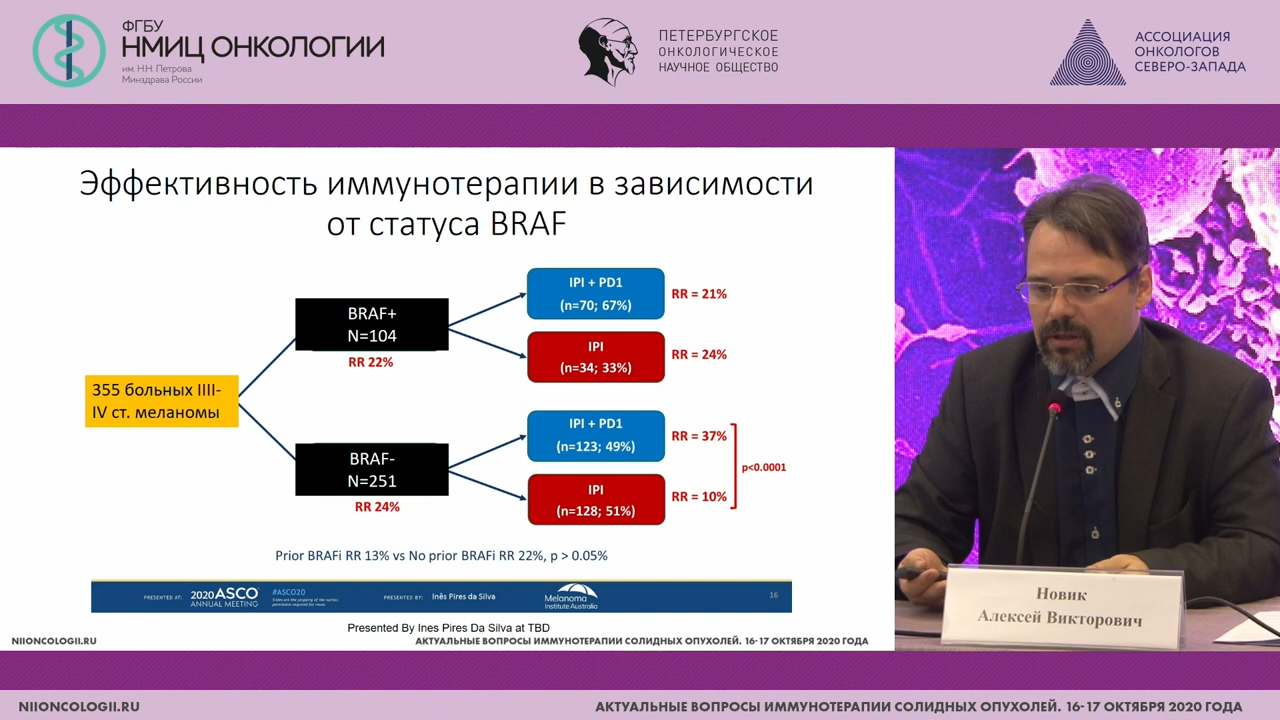 ФГБУ
НМИЦ ОНКОЛОГИИ
им. Н.Н. Петрова
Минздрава России
ПЕТЕРБУРГСКОЕ
ОНКОЛОГИЧЕСКОЕ
НАУЧНОЕ ОБЩЕСТВО
АССОЦИАЦИЯ
ОНКОЛОГОВ
СЕВЕРО-ЗАПАДА
Эффективность иммунотерапии в зависимости
от статуса BRAF
355 больных IIII-
IV ст. меланомы
BRAF+
N=104
RR 22%
IPI + PD1
(n=70; 67%)
RR = 21%
IPI
(n=34; 33%)
RR = 24%
BRAF-
N=251
RR 24%
IPI + PD1
(n=123; 49%)
RR = 37%
IPI
(n=128; 51%)
RR = 10%
p<0.0001
Prior BRAFi RR 13% vs No prior BRAFi RR 22%, p > 0.05%
PRESENTED AT:
2020 ASCO
ANNUAL MEETING
#ASCO20
PRESENTED BY:
Inês Pires da Silva
Melanoma
Institute Australia
16
Presented By Ines Pires Da Silva at TBD
NIIONCOLOGII.RU
АКТУАЛЬНЫЕ ВОПРОСЫ ИММУНОТЕРАПИИ СОЛИДНЫХ ОПУХОЛЕЙ. 16-17 ОКТЯБРЯ 2020 ГОДА
Новик
Алексей Викторович
NIIONCOLOGII.RU
АКТУАЛЬНЫЕ ВОПРОСЫ ИММУНОТЕРАПИИ СОЛИДНЫХ ОПУХОЛЕЙ. 16-17 ОКТЯБРЯ 2020 ГОДА